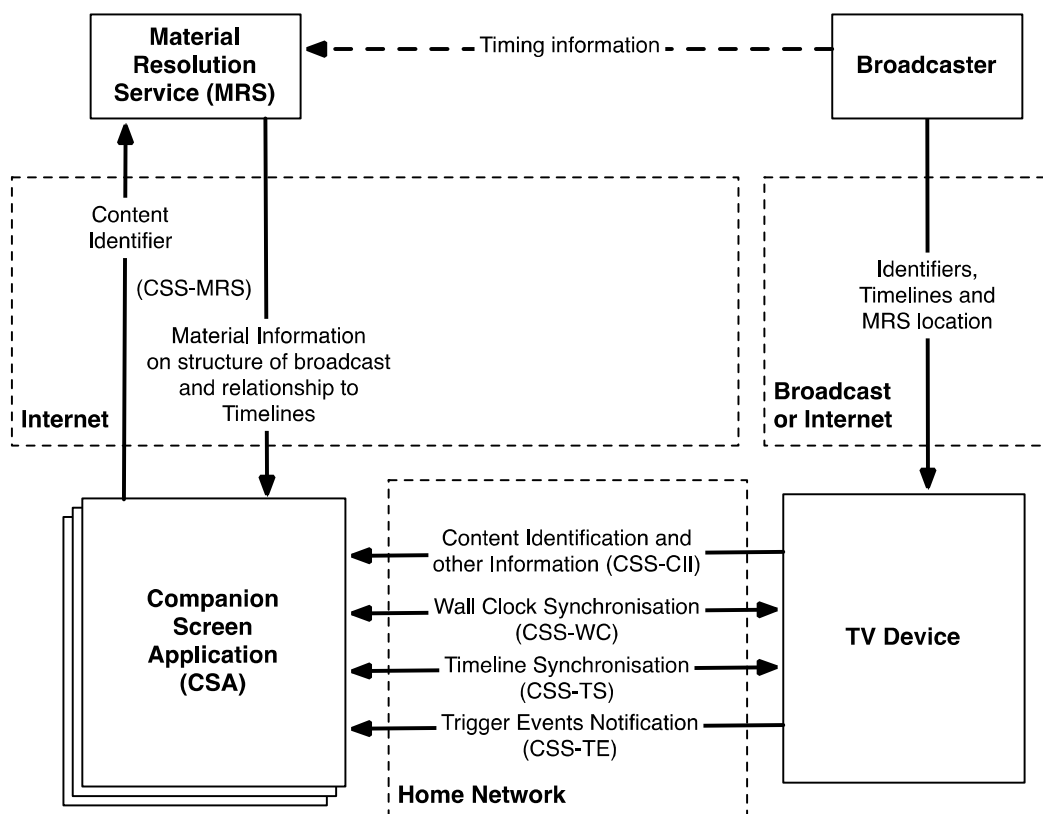 Material
Resolution
Service (MRS)
Timing information
Broadcaster
Content
Identifier
(CSS-MRS)
Material Information
on structure of broadcast
and relationship to
Timelines
Internet
Identifiers,
Timelines and
MRS location
Broadcast
or Internet
Companion
Screen
Application
(CSA)
Content Identification and
other Information (CSS-CII)
Wall Clock Synchronisation
(CSS-WC)
Timeline Synchronisation
(CSS-TS)
Trigger Events Notification
(CSS-TE)
Home Network
TV Device